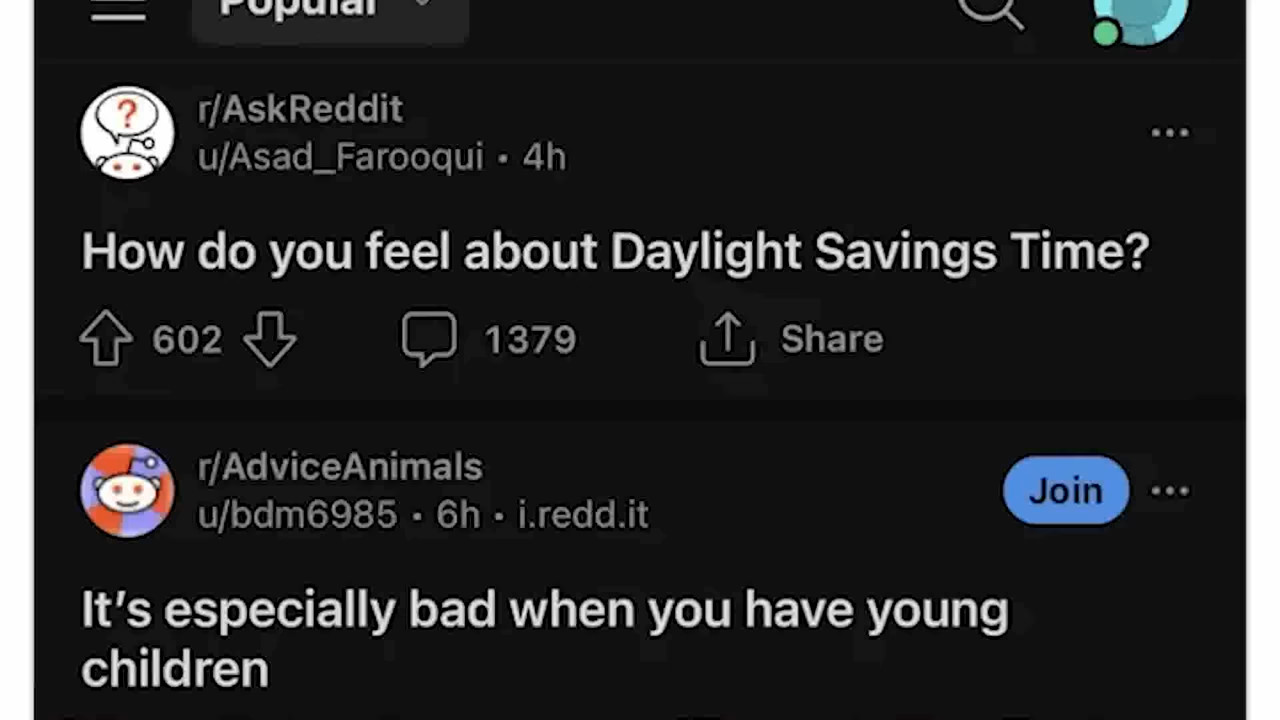 Popular
r/AskReddit
u/Asad_Farooqui • 4h
How do you feel about Daylight Savings Time?
602
1379
Share
r/AdviceAnimals
u/bdm6985 • 6h • i.redd.it
Join
It's especially bad when you have young
children